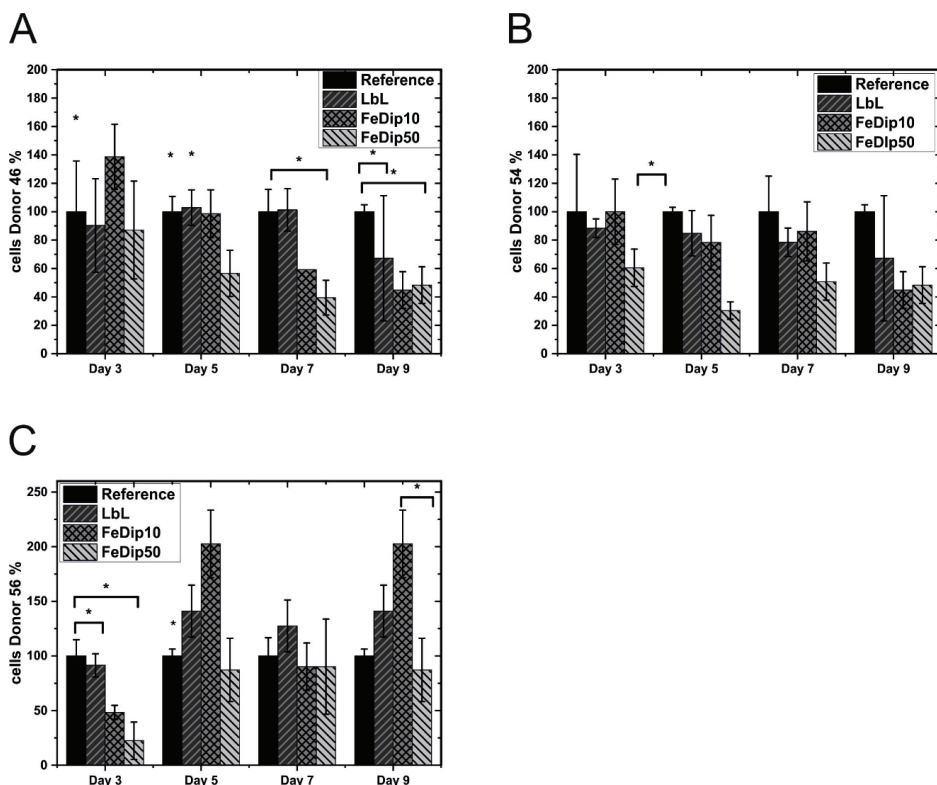 A
cells Donor 46 %
200
180
160
140
120
100
80
60
40
20
0
Reference
LbL
FeDip10
FeDip50
*
* *
*
*
*
Day 3 Day 5 Day 7 Day 9
B
cells Donor 54 %
200
180
160
140
120
100
80
60
40
20
0
Reference
LbL
FeDip10
FeDIp50
*
Day 3 Day 5 Day 7 Day 9
C
cells Donor 56 %
250
200
150
100
50
0
Reference
LbL
FeDip10
FeDip50
*
*
*
*
Day 3 Day 5 Day 7 Day 9